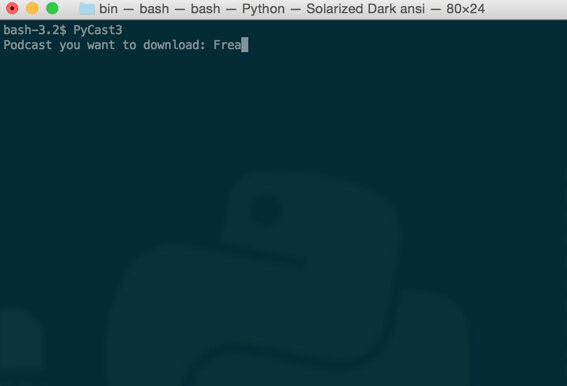 bin — bash — bash — Python — Solarized Dark ansi — 80×24
bash-3.2$ PyCast3
Podcast you want to download: Frea